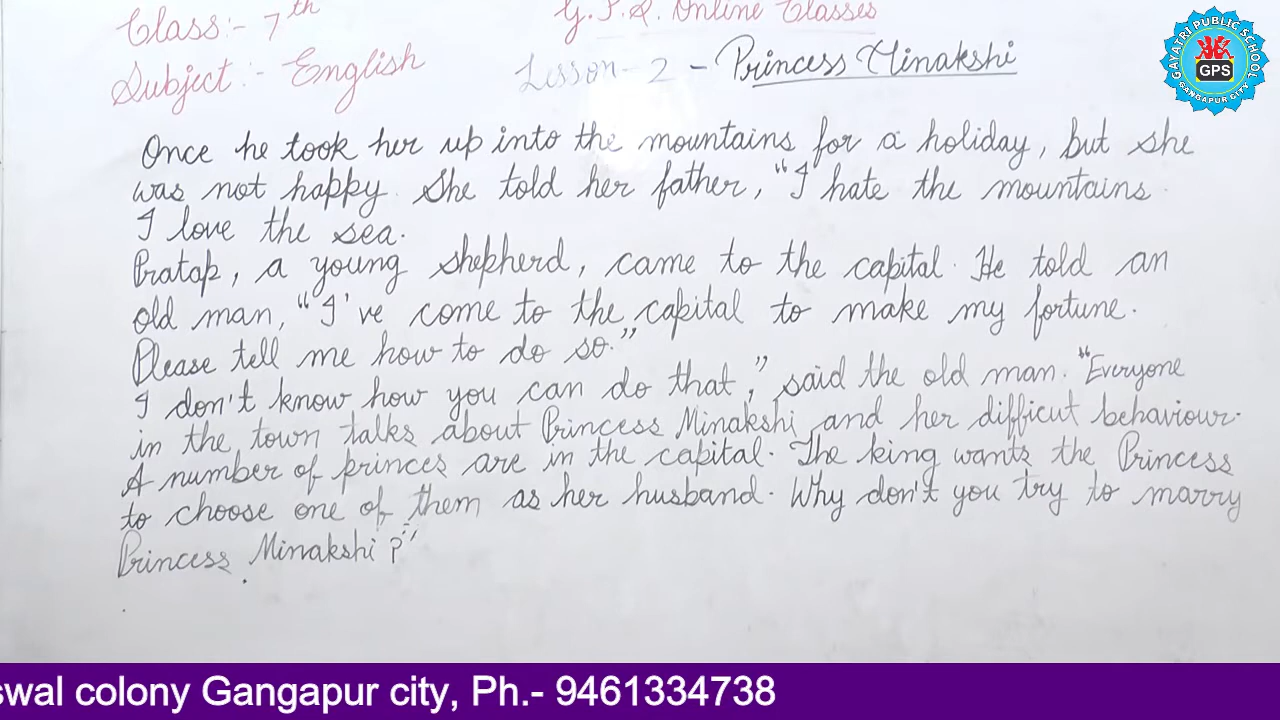 Class:- 7th
G. P. S. Online Classes
Subject:- English
Lesson-2 - Princess Minakshi
GAYATRI PUBLIC SCHOOL
GPS
GANGAPUR CITY
Once he took her up into the mountains for a holiday, but she
was not happy. She told her father, "I hate the mountains.
I love the sea.
Pratap, a young shepherd, came to the capital. He told an
old man, "I've come to the capital to make my fortune.
Please tell me how to do so."
I don't know how you can do that," said the old man. "Everyone
in the town talks about Princess Minakshi and her difficut behaviour.
A number of princes are in the capital. The king wants the Princess
to choose one of them as her husband. Why don't you try to marry
Princess Minakshi?"
swal colony Gangapur city, Ph.- 9461334738